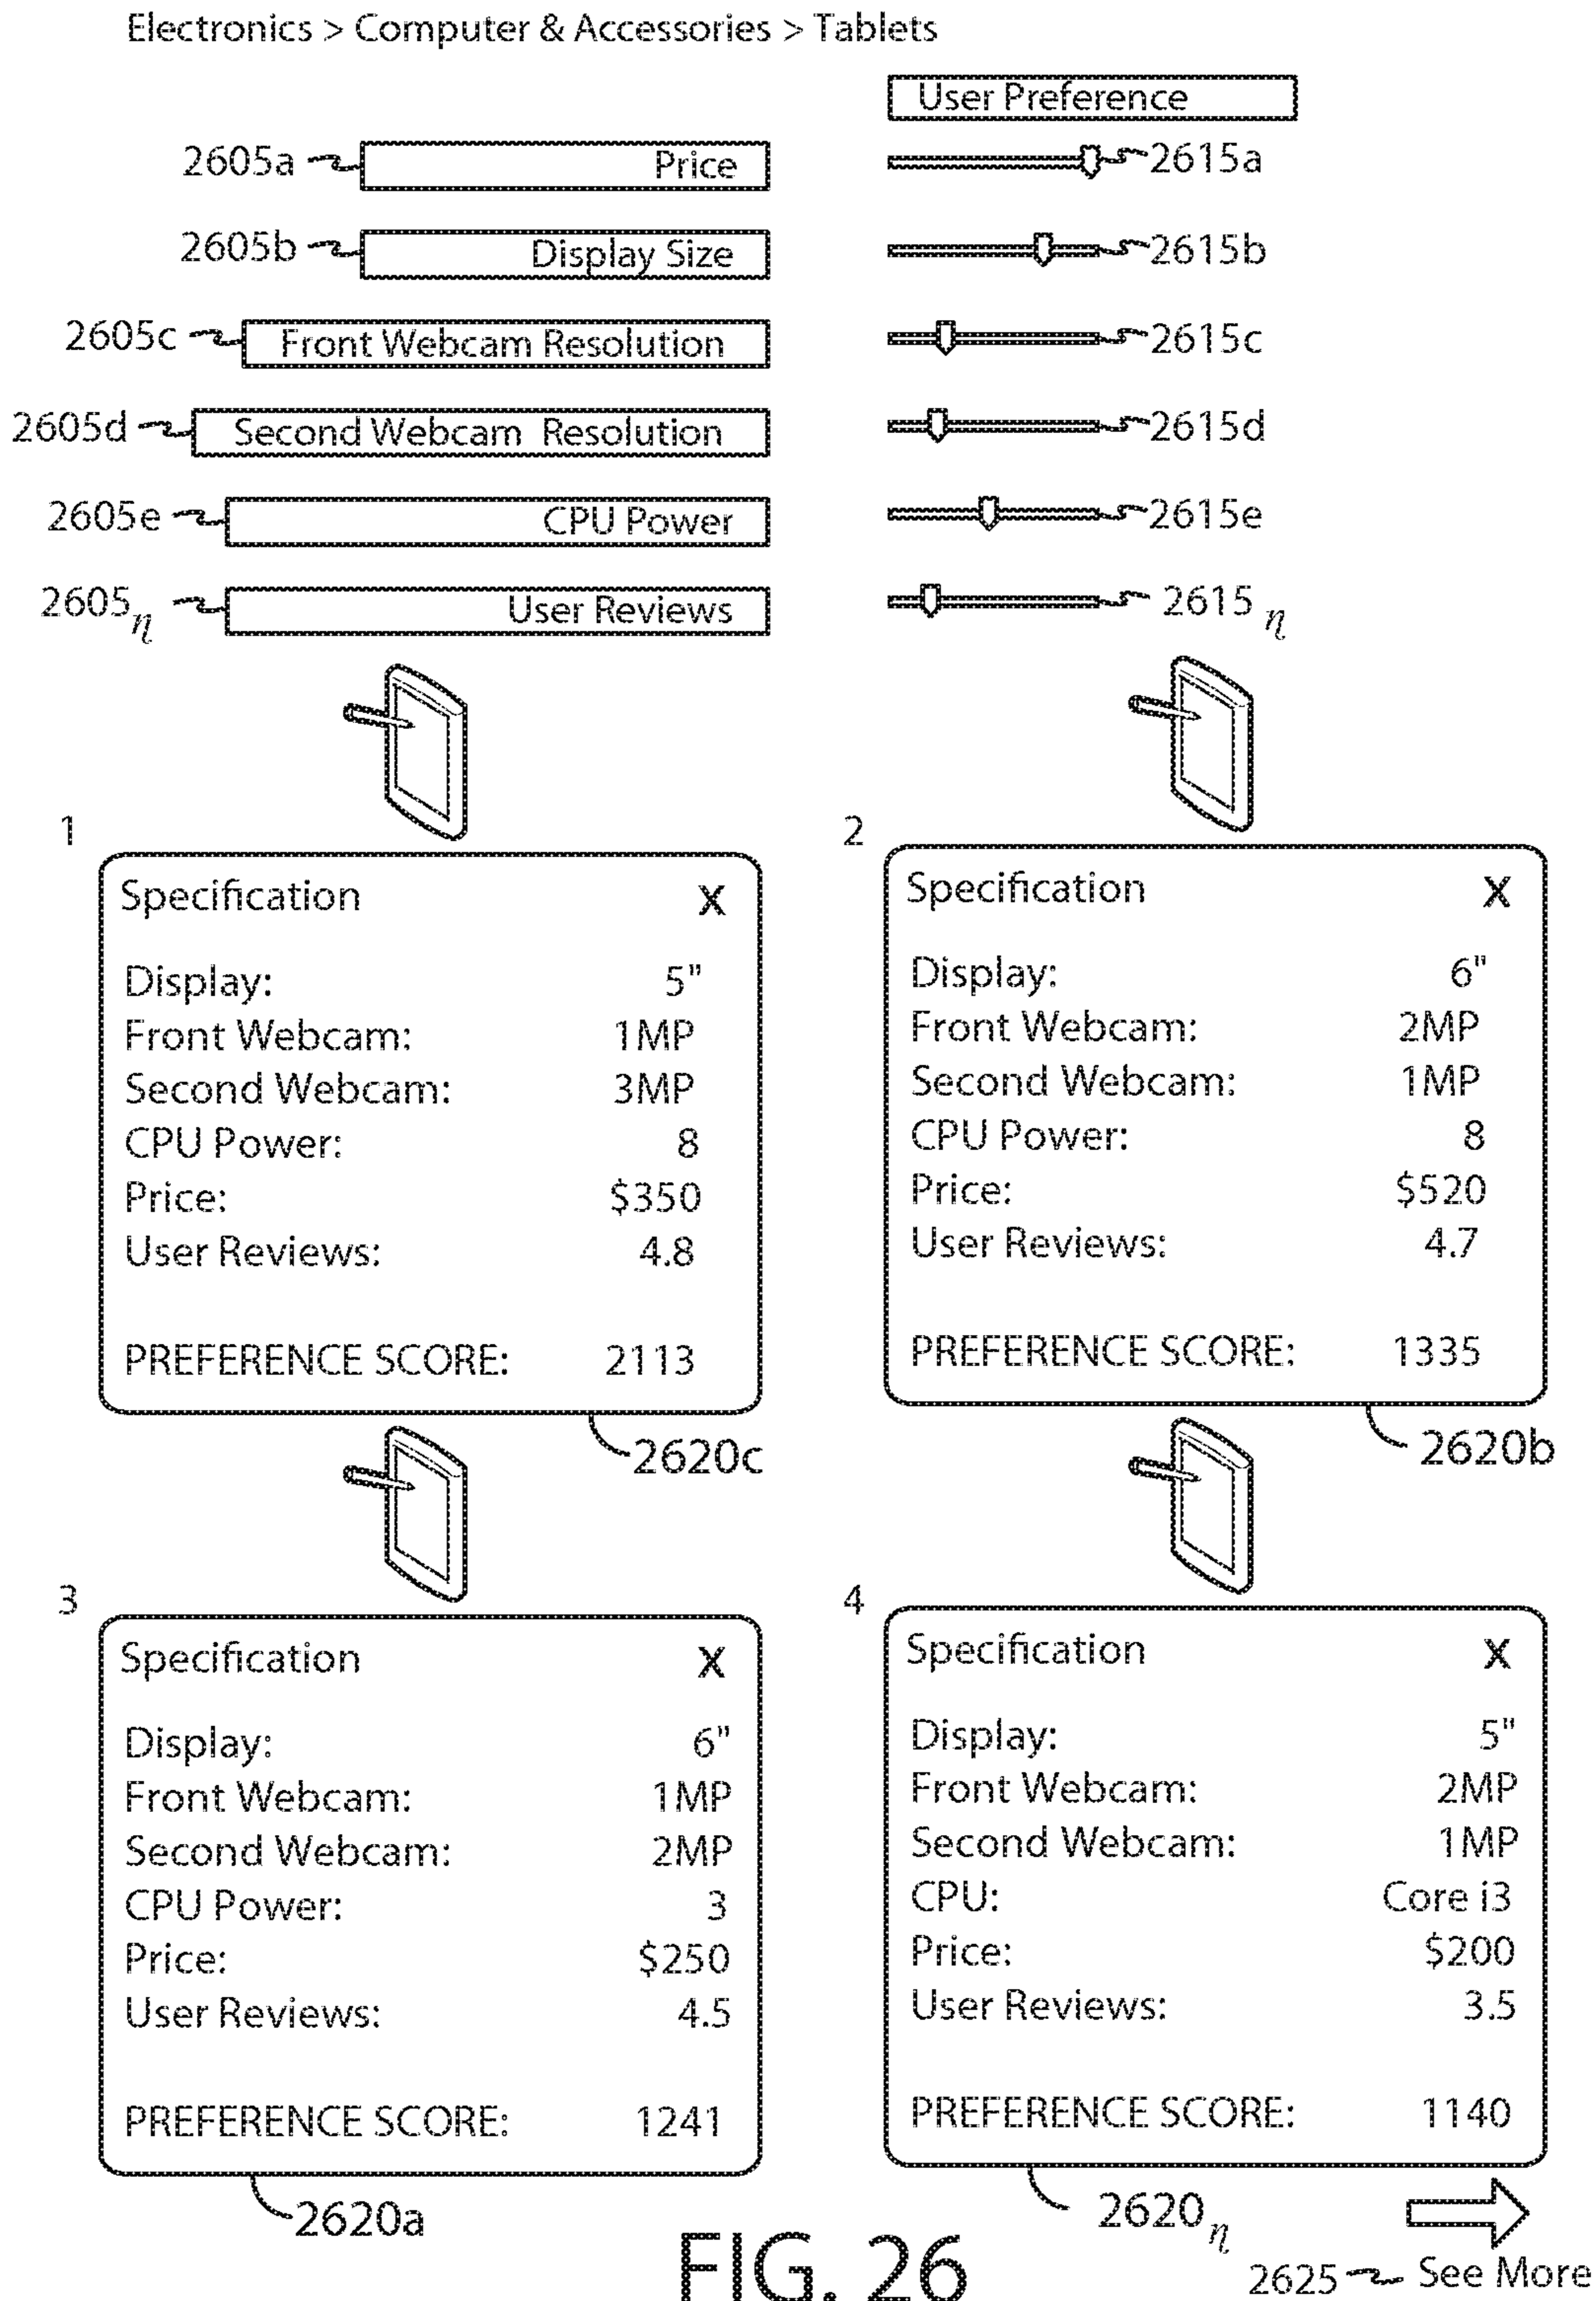 Electronics > Computer & Accessories > Tablets
User Preference
2605a Price 2615a
2605b Display Size 2615b
2605c Front Webcam Resolution 2615c
2605d Second Webcam Resolution 2615d
2605e CPU Power 2615e
2605η User Reviews 2615η
1
Specification X
Display: 5"
Front Webcam: 1MP
Second Webcam: 3MP
CPU Power: 8
Price: $350
User Reviews: 4.8
PREFERENCE SCORE: 2113
2620c
2
Specification X
Display: 6"
Front Webcam: 2MP
Second Webcam: 1MP
CPU Power: 8
Price: $520
User Reviews: 4.7
PREFERENCE SCORE: 1335
2620b
3
Specification X
Display: 6"
Front Webcam: 1MP
Second Webcam: 2MP
CPU Power: 3
Price: $250
User Reviews: 4.5
PREFERENCE SCORE: 1241
2620a
4
Specification X
Display: 5"
Front Webcam: 2MP
Second Webcam: 1MP
CPU: Core i3
Price: $200
User Reviews: 3.5
PREFERENCE SCORE: 1140
2620η
2625 See More
FIG. 26